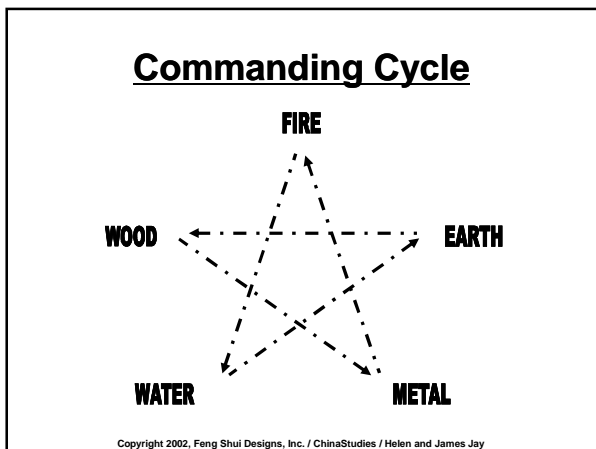 Commanding Cycle
FIRE
WOOD
EARTH
WATER
METAL
Copyright 2002, Feng Shui Designs, Inc. / ChinaStudies / Helen and James Jay